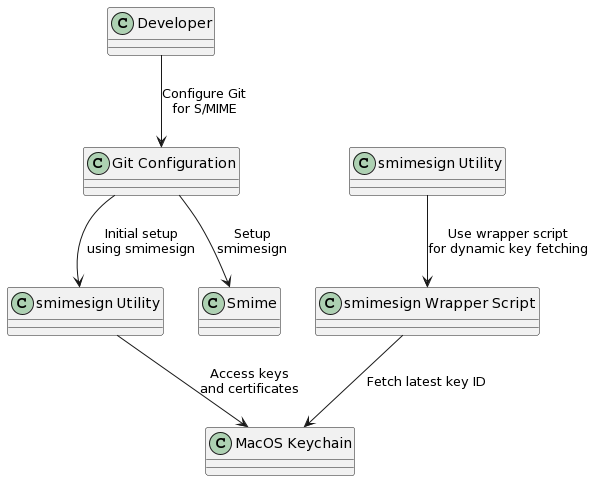 C Developer
Configure Git
for S/MIME
C Git Configuration
C smimesign Utility
Initial setup
using smimesign
Setup
smimesign
Use wrapper script
for dynamic key fetching
C smimesign Utility
C Smime
C smimesign Wrapper Script
Access keys
and certificates
Fetch latest key ID
C MacOS Keychain